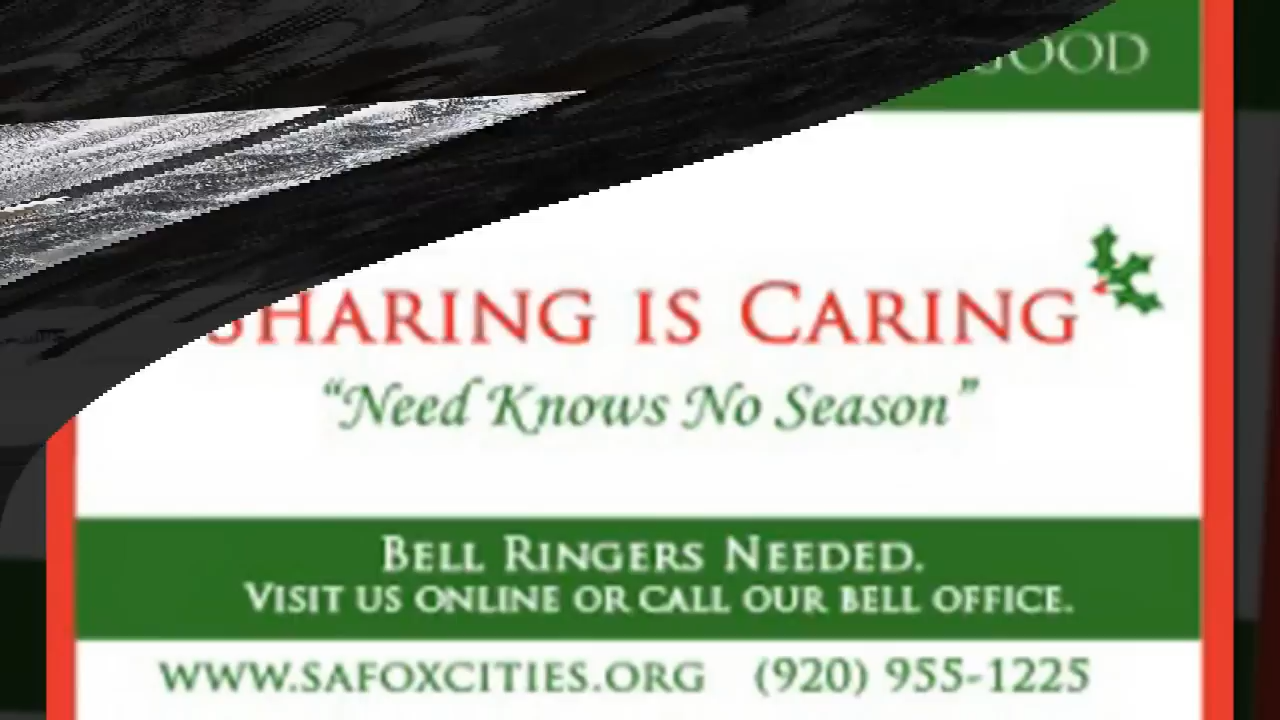 SHARING IS CARING
“Need Knows No Season”
BELL RINGERS NEEDED.
VISIT US ONLINE OR CALL OUR BELL OFFICE.
WWW.SAFOXCITIES.ORG (920) 955-1225